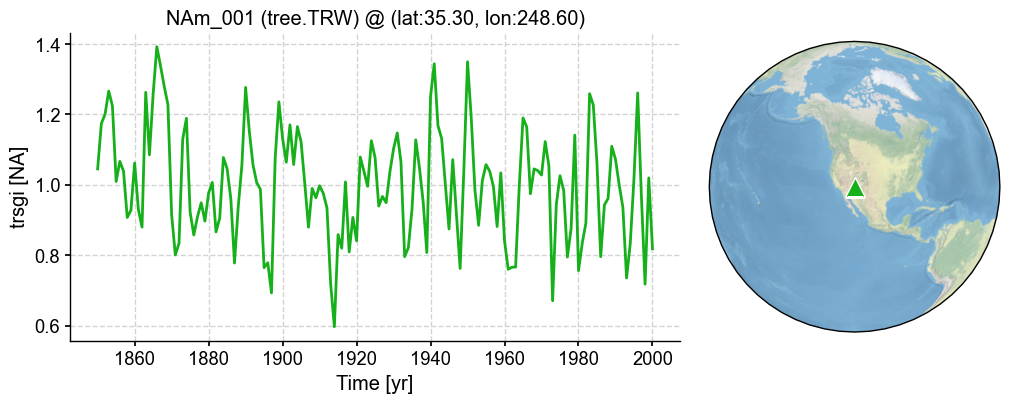 NAm_001 (tree.TRW) @ (lat:35.30, lon:248.60)
trsgi [NA]
1.4
1.2
1.0
0.8
0.6
1860 1880 1900 1920 1940 1960 1980 2000
Time [yr]